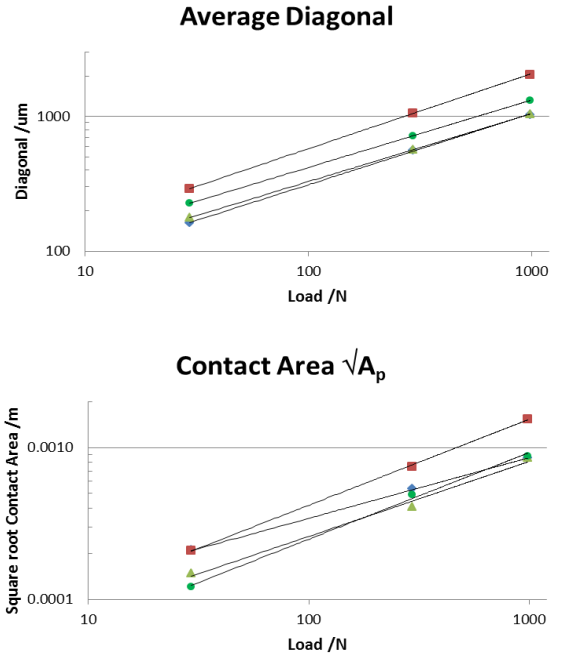 Average Diagonal
Diagonal /um
1000
100
10
100
1000
Load /N
Contact Area √Ap
Square root Contact Area /m
0.0010
0.0001
10
100
1000
Load /N